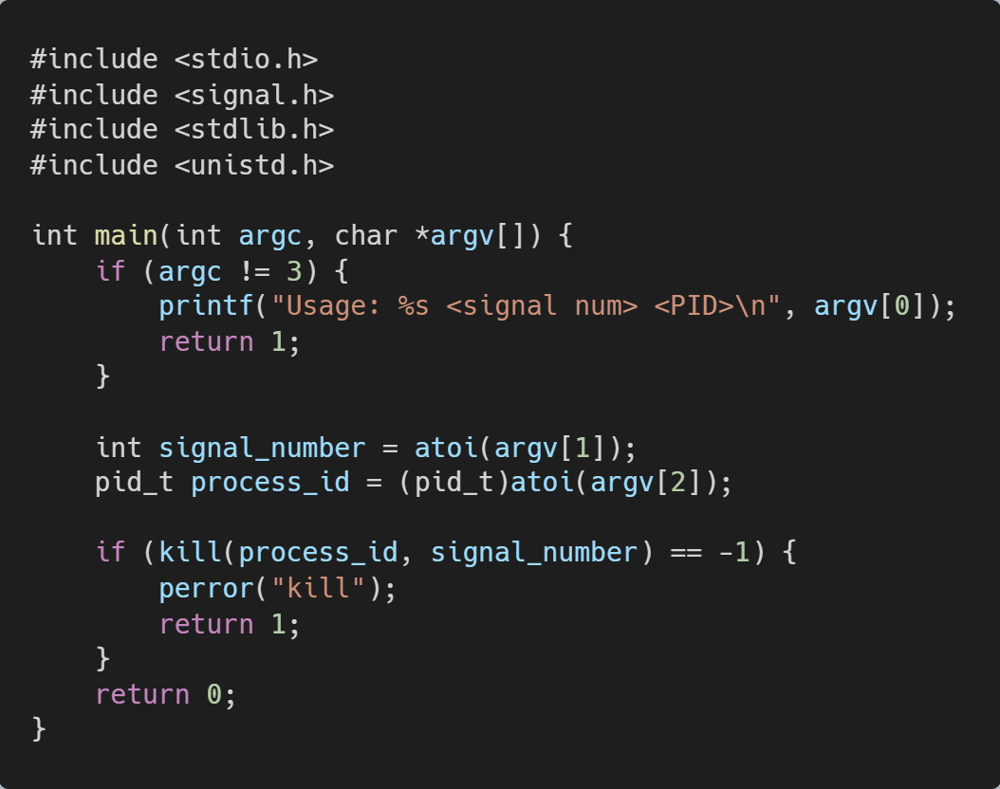 #include <stdio.h>
#include <signal.h>
#include <stdlib.h>
#include <unistd.h>

int main(int argc, char *argv[]) {
    if (argc != 3) {
        printf("Usage: %s <signal num> <PID>\n", argv[0]);
        return 1;
    }

    int signal_number = atoi(argv[1]);
    pid_t process_id = (pid_t)atoi(argv[2]);

    if (kill(process_id, signal_number) == -1) {
        perror("kill");
        return 1;
    }
    return 0;
}